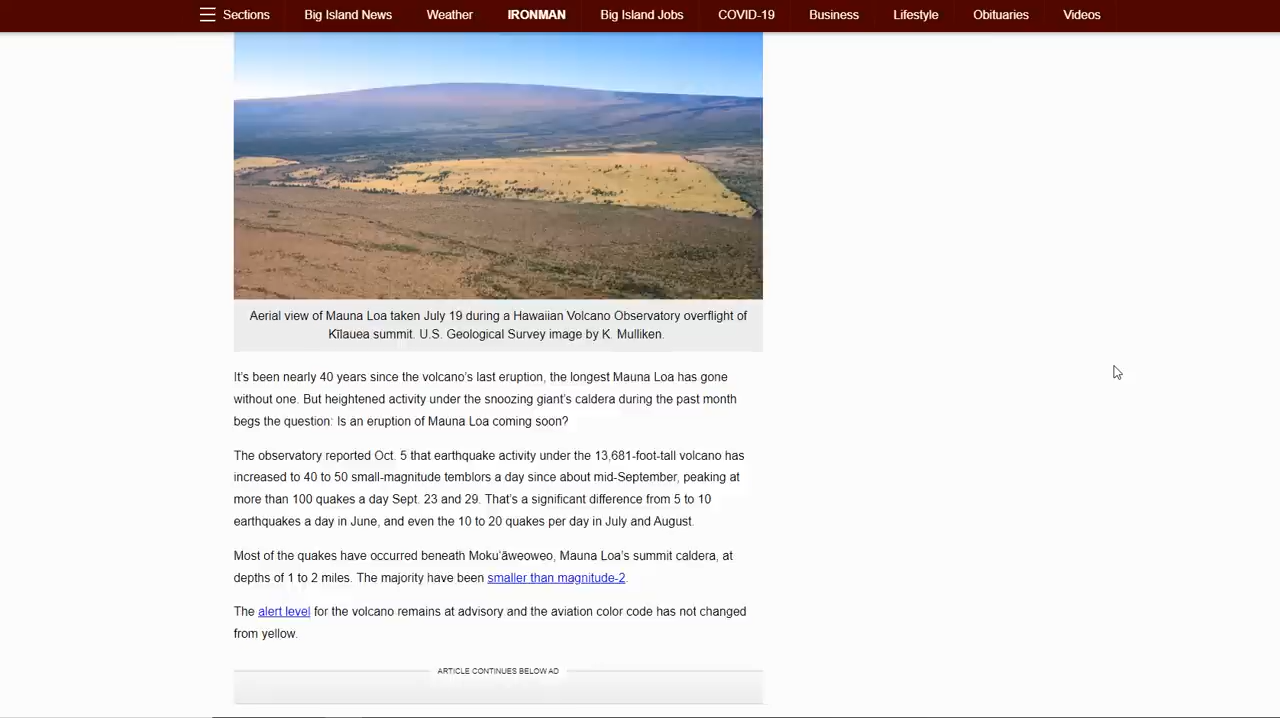 Sections Big Island News Weather IRONMAN Big Island Jobs COVID-19 Business Lifestyle Obituaries Videos
Aerial view of Mauna Loa taken July 19 during a Hawaiian Volcano Observatory overflight of
Kīlauea summit. U.S. Geological Survey image by K. Mulliken.
It’s been nearly 40 years since the volcano’s last eruption, the longest Mauna Loa has gone
without one. But heightened activity under the snoozing giant’s caldera during the past month
begs the question: Is an eruption of Mauna Loa coming soon?
The observatory reported Oct. 5 that earthquake activity under the 13,681-foot-tall volcano has
increased to 40 to 50 small-magnitude temblors a day since about mid-September, peaking at
more than 100 quakes a day Sept. 23 and 29. That’s a significant difference from 5 to 10
earthquakes a day in June, and even the 10 to 20 quakes per day in July and August.
Most of the quakes have occurred beneath Mokuʻāweoweo, Mauna Loa’s summit caldera, at
depths of 1 to 2 miles. The majority have been smaller than magnitude-2.
The alert level for the volcano remains at advisory and the aviation color code has not changed
from yellow.
ARTICLE CONTINUES BELOW AD